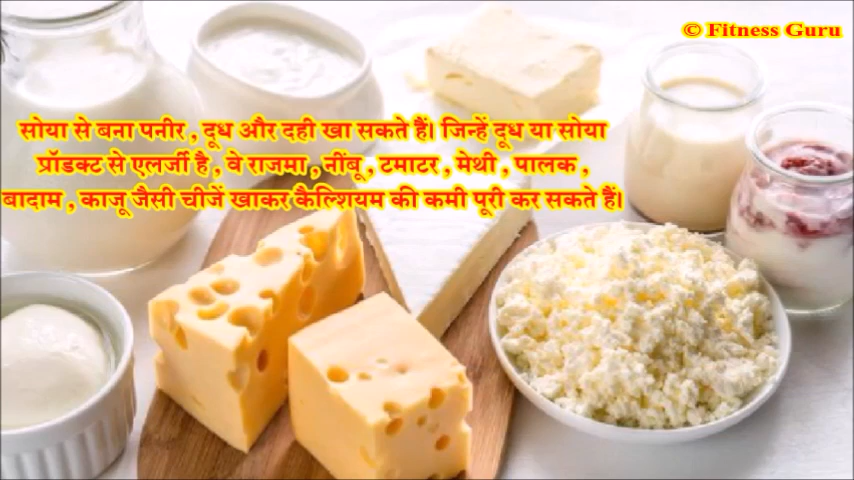 © Fitness Guru
सोया से बना पनीर , दूध और दही खा सकते हैं। जिन्हें दूध या सोया
प्रॉडक्ट से एलर्जी है , वे राजमा , नींबू , टमाटर , मेथी , पालक ,
बादाम , काजू जैसी चीजें खाकर कैल्शियम की कमी पूरी कर सकते हैं।